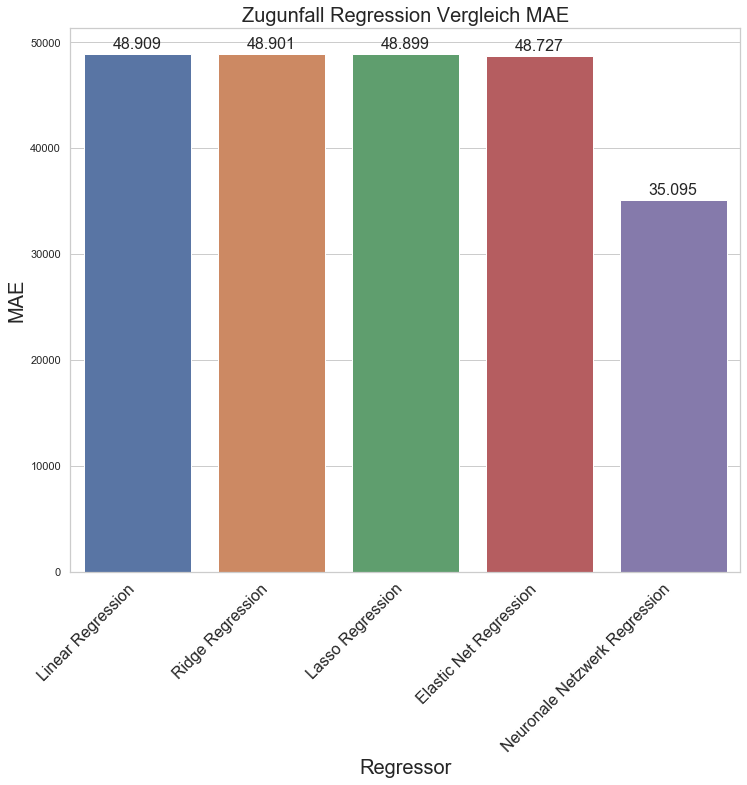 Zugunfall Regression Vergleich MAE
50000
40000
30000
20000
10000
0
MAE
48.909
48.901
48.899
48.727
35.095
Linear Regression
Ridge Regression
Lasso Regression
Elastic Net Regression
Neuronale Netzwerk Regression
Regressor